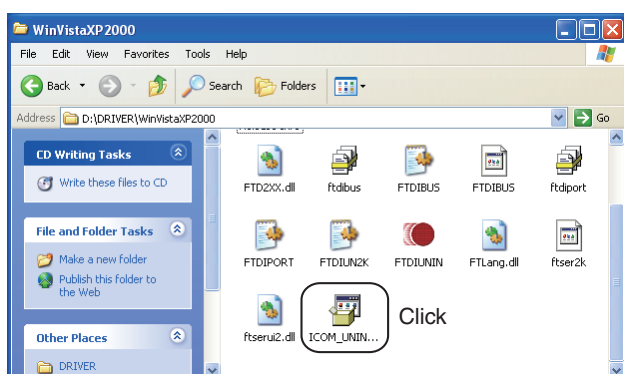 WinVistaXP2000
File Edit View Favorites Tools Help
Back Search Folders
Address D:\DRIVER\WinVistaXP2000 Go
CD Writing Tasks
Write these files to CD
File and Folder Tasks
Make a new folder
Publish this folder to
the Web
Other Places
DRIVER
FTD2XX.dll ftdibus FTDIBUS FTDIBUS ftdiport
FTDIPORT FTDIUN2K FTDIUNIN FTLang.dll ftser2k
ftserui2.dll ICOM_UNIN... Click